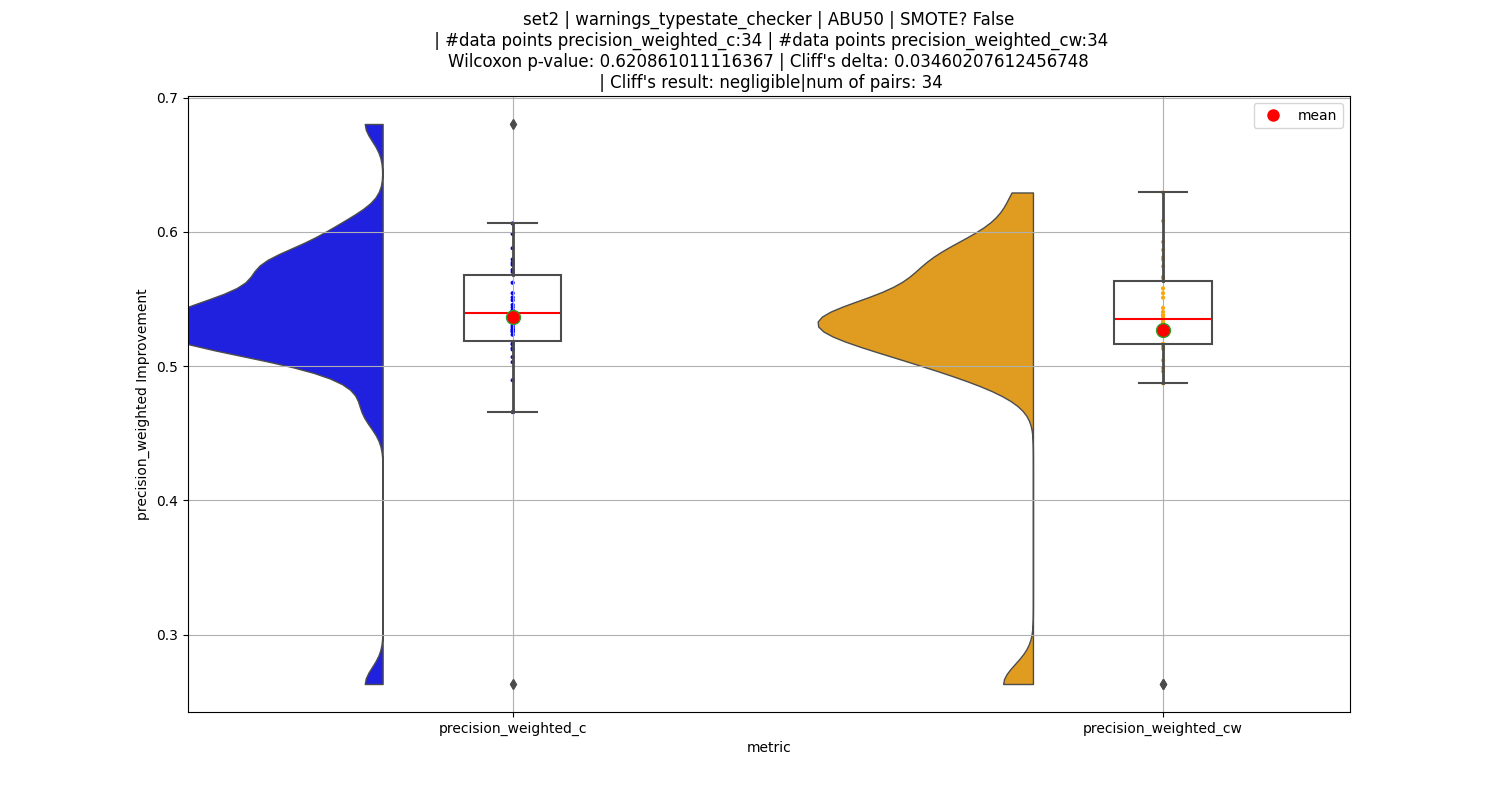 set2 | warnings_typestate_checker | ABU50 | SMOTE? False
| #data points precision_weighted_c:34 | #data points precision_weighted_cw:34
Wilcoxon p-value: 0.620861011116367 | Cliff's delta: 0.03460207612456748
| Cliff's result: negligible|num of pairs: 34
mean
precision_weighted Improvement
0.7
0.6
0.5
0.4
0.3
precision_weighted_c
precision_weighted_cw
metric